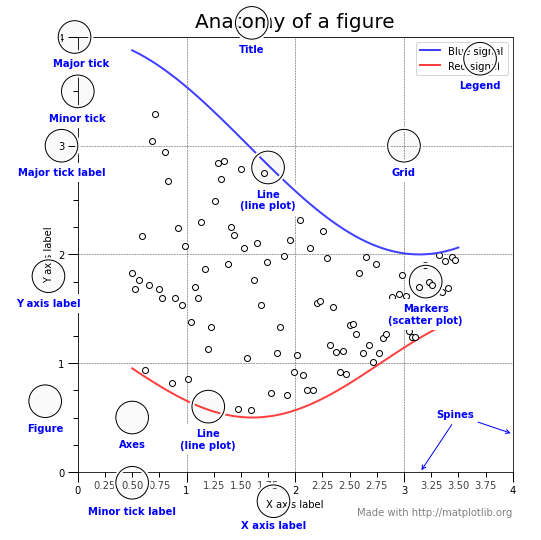 Anatomy of a figure
4
Blue signal
Red signal
Title
Major tick
Legend
Minor tick
3
Major tick label
Grid
Line
(line plot)
Y axis label
2
Y axis label
Markers
(scatter plot)
1
Figure
Axes
Line
(line plot)
Spines
0
0 0.25 0.50 0.75 1 1.25 1.50 1.75 2 2.25 2.50 2.75 3 3.25 3.50 3.75 4
Minor tick label
X axis label
X axis label
Made with http://matplotlib.org